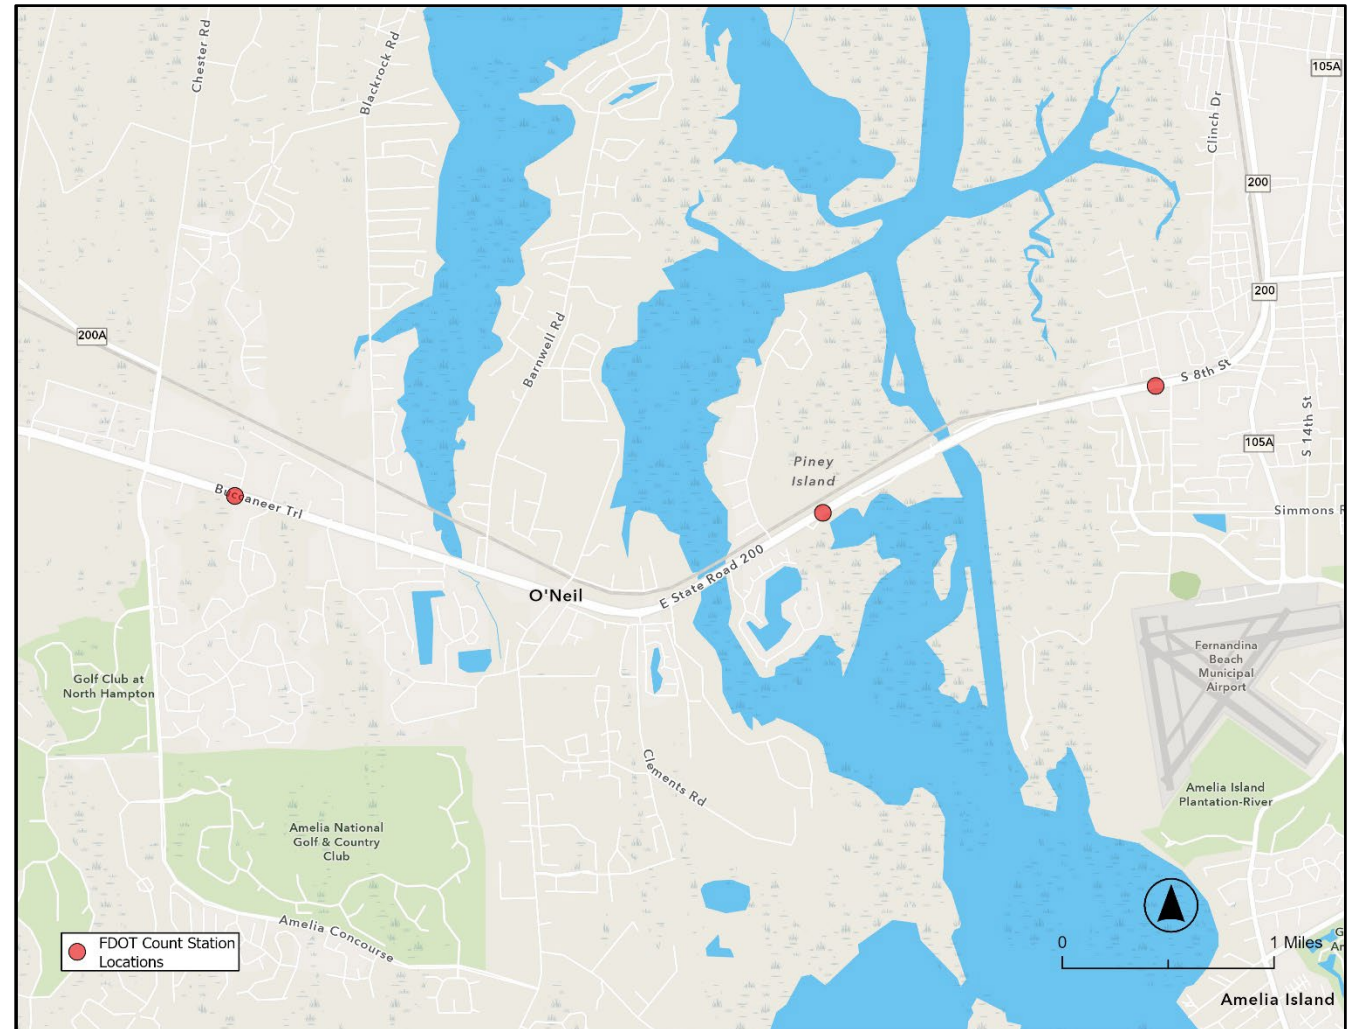 Chester Rd
Blackrock Rd
105A
Clinch Dr
200
200
200A
Barnwell Rd
S 8th St
S 14th St
105A
Piney
Island
Buccaneer Trl
Simmons R
E State Road 200
O'Neil
Fernandina
Beach
Municipal
Airport
Golf Club at
North Hampton
Clements Rd
Amelia Island
Plantation-River
Amelia National
Golf & Country
Club
Amelia Concourse
FDOT Count Station
Locations
0
1 Miles
G
Ar
Amelia Island